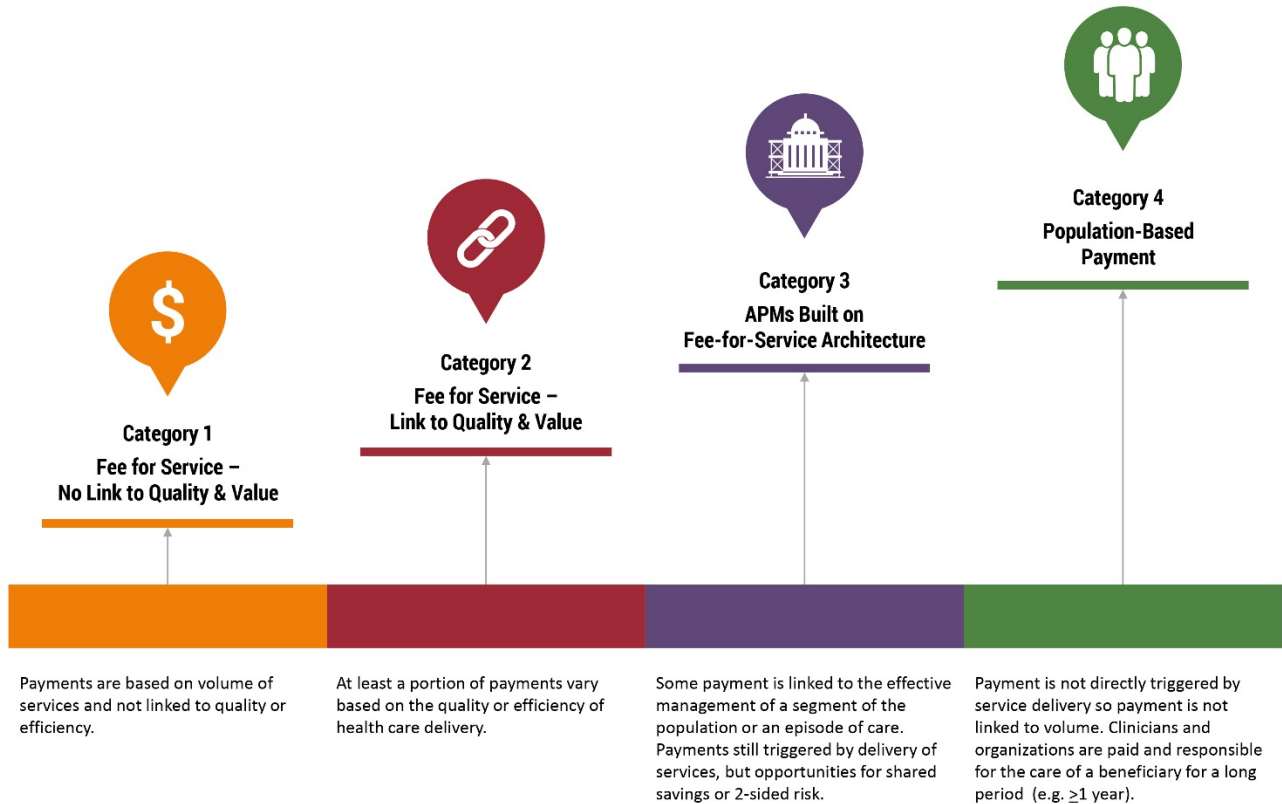 $
Category 1
Fee for Service –
No Link to Quality & Value
Category 2
Fee for Service –
Link to Quality & Value
Category 3
APMs Built on
Fee-for-Service Architecture
Category 4
Population-Based
Payment
Payments are based on volume of
services and not linked to quality or
efficiency.
At least a portion of payments vary
based on the quality or efficiency of
health care delivery.
Some payment is linked to the effective
management of a segment of the
population or an episode of care.
Payments still triggered by delivery of
services, but opportunities for shared
savings or 2-sided risk.
Payment is not directly triggered by
service delivery so payment is not
linked to volume. Clinicians and
organizations are paid and responsible
for the care of a beneficiary for a long
period (e.g. ≥1 year).